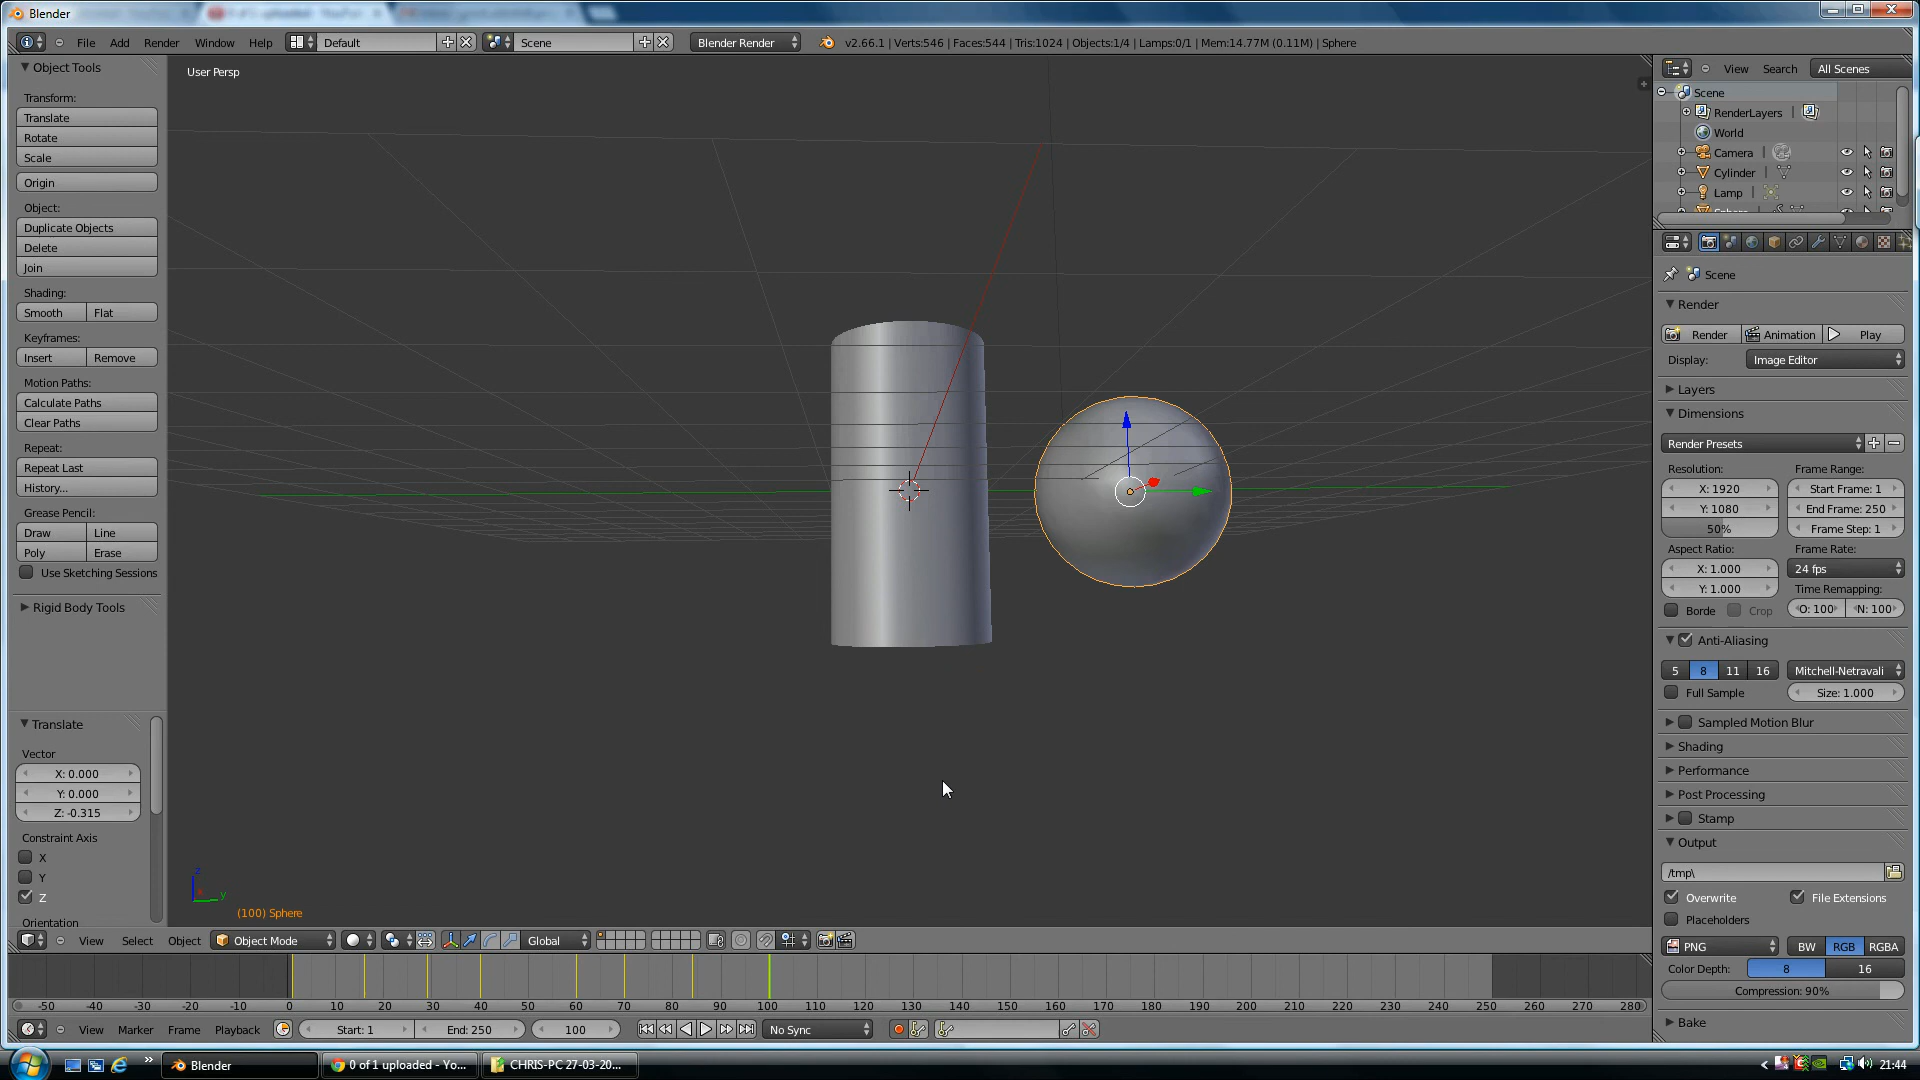 Blender
File Add Render Window Help Default Scene Blender Render v2.66.1 | Verts:546 | Faces:544 | Tris:1024 | Objects:1/4 | Lamps:0/1 | Mem:14.77M (0.11M) | Sphere
Object Tools
Transform:
Translate
Rotate
Scale
Origin
Object:
Duplicate Objects
Delete
Join
Shading:
Smooth Flat
Keyframes:
Insert Remove
Motion Paths:
Calculate Paths
Clear Paths
Repeat:
Repeat Last
History...
Grease Pencil:
Draw Line
Poly Erase
Use Sketching Sessions
Rigid Body Tools
Translate
Vector
X: 0.000
Y: 0.000
Z: -0.315
Constraint Axis
X
Y
Z
Orientation
User Persp
z
y
(100) Sphere
View Search All Scenes
Scene
RenderLayers
World
Camera
Cylinder
Lamp
Scene
Render
Render Animation Play
Display: Image Editor
Layers
Dimensions
Render Presets
Resolution: Frame Range:
X: 1920 Start Frame: 1
Y: 1080 End Frame: 250
50% Frame Step: 1
Aspect Ratio: Frame Rate:
X: 1.000 24 fps
Y: 1.000 Time Remapping:
Borde Crop O: 100 N: 100
Anti-Aliasing
5 8 11 16 Mitchell-Netravali
Full Sample Size: 1.000
Sampled Motion Blur
Shading
Performance
Post Processing
Stamp
Output
/tmp\
Overwrite File Extensions
Placeholders
PNG BW RGB RGBA
Color Depth: 8 16
Compression: 90%
Bake
View Select Object Object Mode Global
-50 -40 -30 -20 -10 0 10 20 30 40 50 60 70 80 90 100 110 120 130 140 150 160 170 180 190 200 210 220 230 240 250 260 270 280
View Marker Frame Playback Start: 1 End: 250 100 No Sync
Blender 0 of 1 uploaded - Yo... CHRIS-PC 27-03-20... 21:44